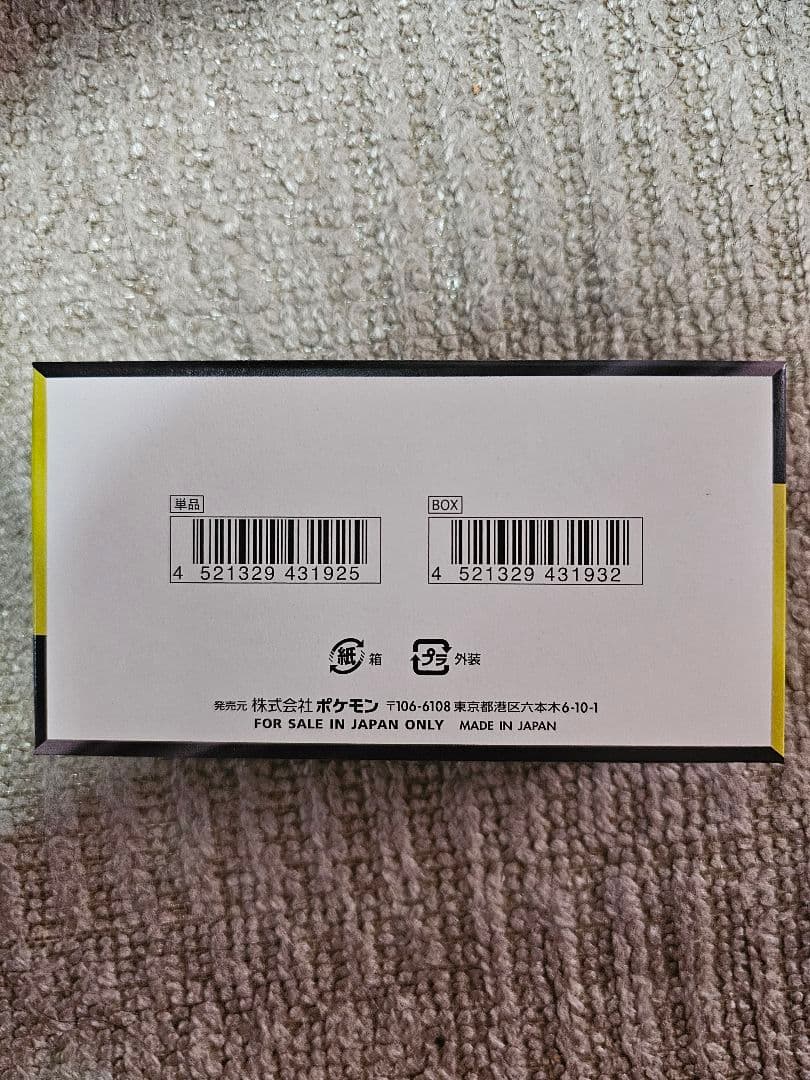 単品
4 521329 431925
BOX
4 521329 431932
紙 箱
プラ 外装
発売元 株式会社 ポケモン 〒106-6108 東京都港区六本木6-10-1
FOR SALE IN JAPAN ONLY MADE IN JAPAN